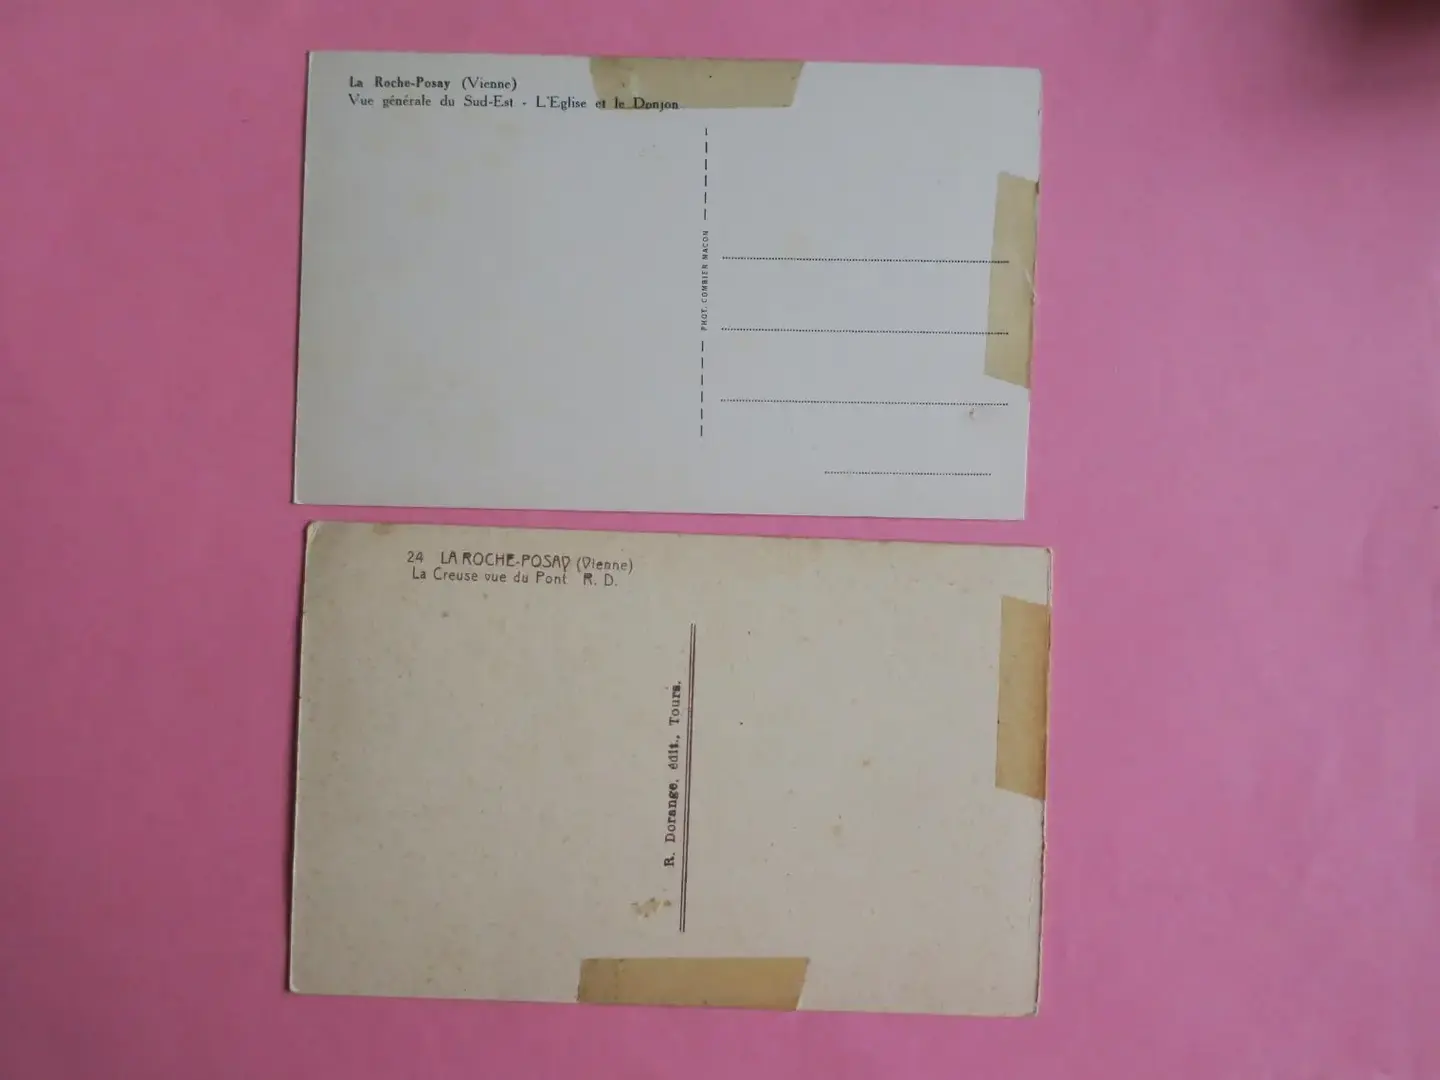 La Roche-Posay (Vienne)
Vue générale du Sud-Est - L'Eglise et le Donjon
PHOT. COMBIER MACON
24 LA ROCHE-POSAY (Vienne)
La Creuse vue du Pont R. D.
R. Dorange, édit., Tours.